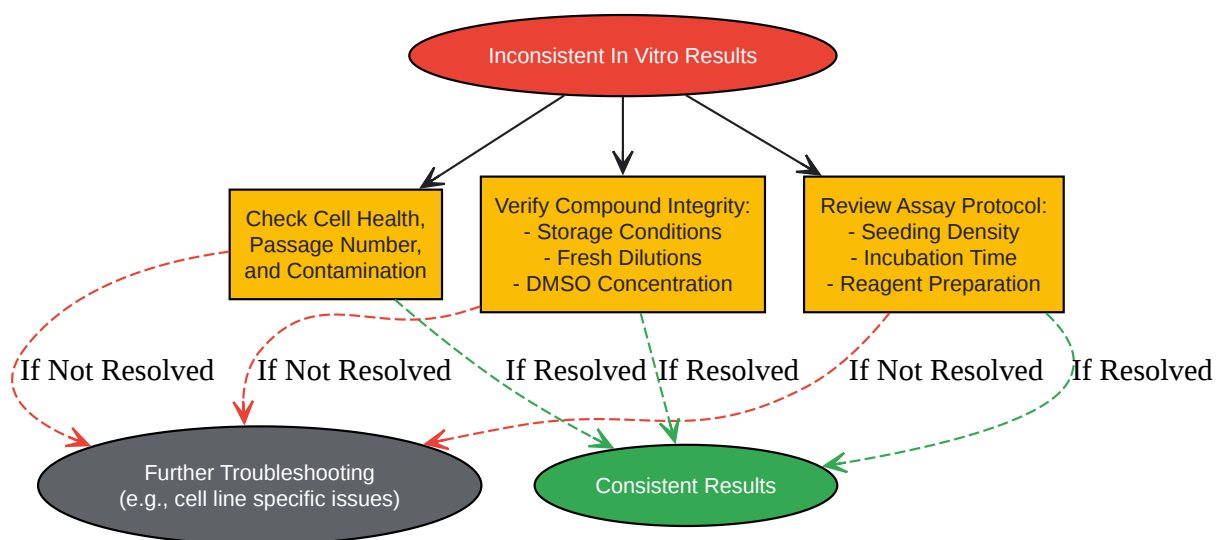 Inconsistent In Vitro Results
Check Cell Health,
Passage Number,
and Contamination
Verify Compound Integrity:
- Storage Conditions
- Fresh Dilutions
- DMSO Concentration
Review Assay Protocol:
- Seeding Density
- Incubation Time
- Reagent Preparation
If Not Resolved
If Not Resolved
If Resolved
If Resolved
If Not Resolved
If Resolved
Further Troubleshooting
(e.g., cell line specific issues)
Consistent Results